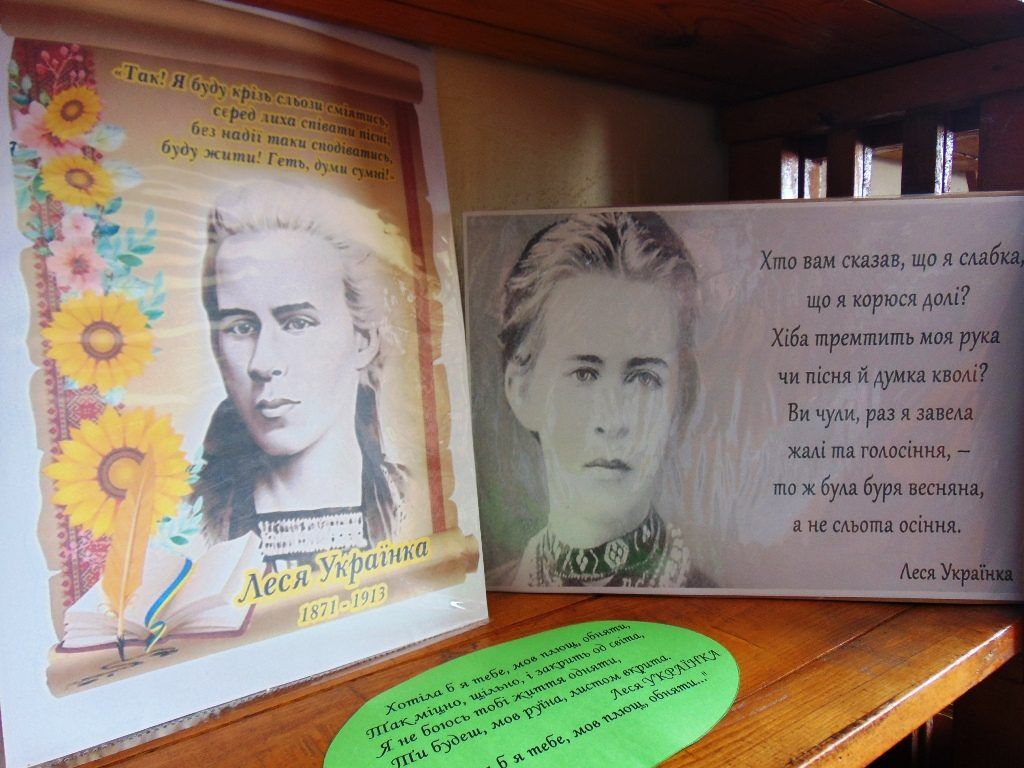 «Так! Я буду крізь сльози сміятись,
серед лиха співати пісні,
без надії таки сподіватись,
буду жити! Геть, думи сумні!»
Леся Українка
1871 - 1913
Хто вам сказав, що я слабка,
що я корюся долі?
Хіба тремтить моя рука
чи пісня й думка кволі?
Ви чули, раз я завела
жалі та голосіння, –
то ж була буря весняна,
а не сльота осіння.
Леся Українка
Хотіла б я тебе, мов плющ, обняти,
Так міцно, щільно, і закрить од світа,
Я не боюсь тобі життя одняти,
Ти будеш, мов руїна, листом вкрита.
Леся УКРАЇНКА
б я тебе, мов плющ, обняти..."